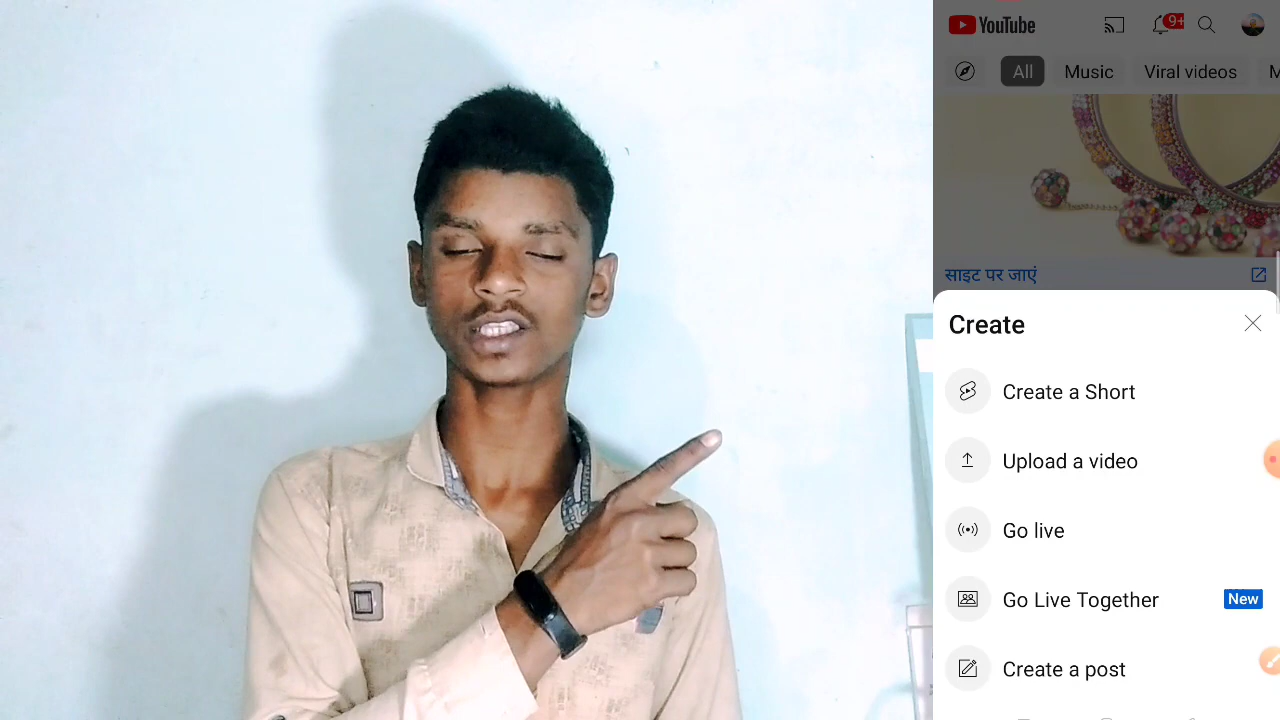 YouTube
9+
All
Music
Viral videos
M
साइट पर जाएं
Create
Create a Short
Upload a video
Go live
Go Live Together
New
Create a post